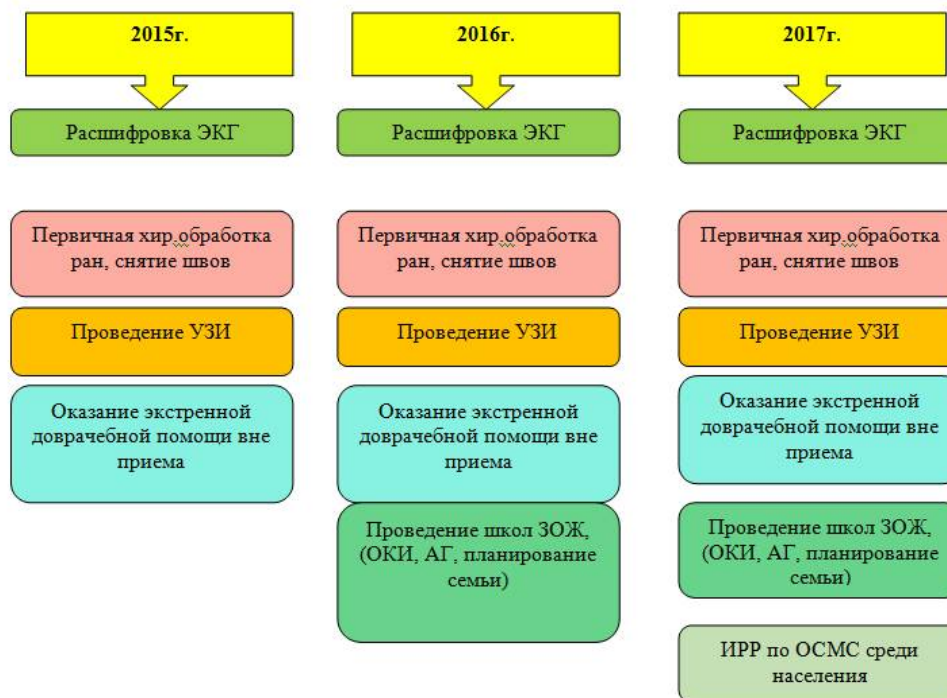 2015г.
Расшифровка ЭКГ
Первичная хир.обработка
ран, снятие швов
Проведение УЗИ
Оказание экстренной
доврачебной помощи вне
приема
2016г.
Расшифровка ЭКГ
Первичная хир.обработка
ран, снятие швов
Проведение УЗИ
Оказание экстренной
доврачебной помощи вне
приема
Проведение школ ЗОЖ,
(ОКИ, АГ, планирование
семьи)
2017г.
Расшифровка ЭКГ
Первичная хир.обработка
ран, снятие швов
Проведение УЗИ
Оказание экстренной
доврачебной помощи вне
приема
Проведение школ ЗОЖ,
(ОКИ, АГ, планирование
семьи)
ИРР по ОСМС среди
населения